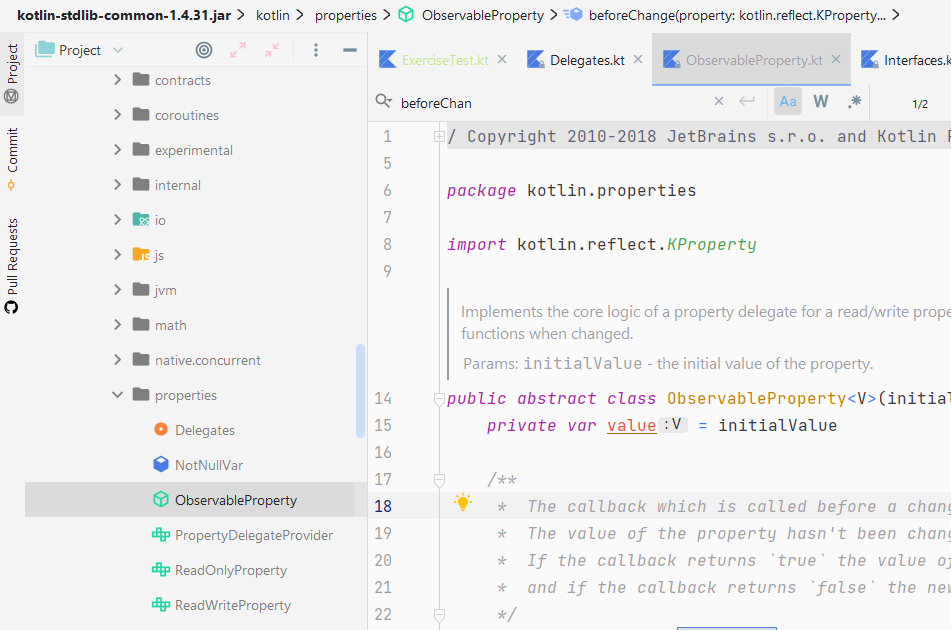 kotlin-stdlib-common-1.4.31.jar > kotlin > properties > ObservableProperty > beforeChange(property: kotlin.reflect.KProperty... >
Project
ExerciseTest.kt
Delegates.kt
ObservableProperty.kt
Interfaces.k
beforeChan
Aa W .*
1/2
Project
Commit
Pull Requests
contracts
coroutines
experimental
internal
io
js
jvm
math
native.concurrent
properties
Delegates
NotNullVar
ObservableProperty
PropertyDelegateProvider
ReadOnlyProperty
ReadWriteProperty
1 / Copyright 2010-2018 JetBrains s.r.o. and Kotlin
5
6 package kotlin.properties
7
8 import kotlin.reflect.KProperty
9
Implements the core logic of a property delegate for a read/write prope
functions when changed.
Params: initialValue - the initial value of the property.
14 public abstract class ObservableProperty<V>(initial
15 private var value : V = initialValue
16
17 /**
18 * The callback which is called before a chang
19 * The value of the property hasn't been chang
20 * If the callback returns `true` the value of
21 * and if the callback returns `false` the new
22 */